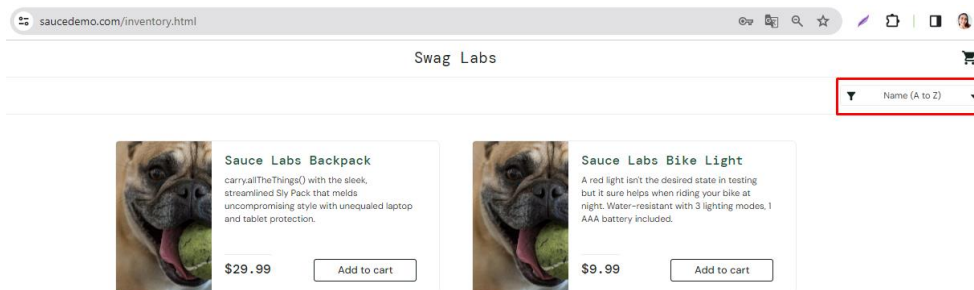 saucedemo.com/inventory.html
Swag Labs
Name (A to Z)
Sauce Labs Backpack
carry.allTheThings() with the sleek,
streamlined Sly Pack that melds
uncompromising style with unequaled laptop
and tablet protection.
$29.99
Add to cart
Sauce Labs Bike Light
A red light isn't the desired state in testing
but it sure helps when riding your bike at
night. Water-resistant with 3 lighting modes, 1
AAA battery included.
$9.99
Add to cart